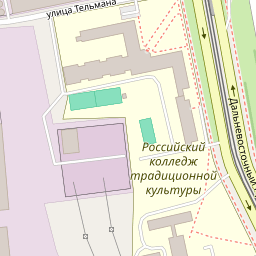 улица Тельмана
Дальневосточный
Российский
колледж
традиционной
культуры